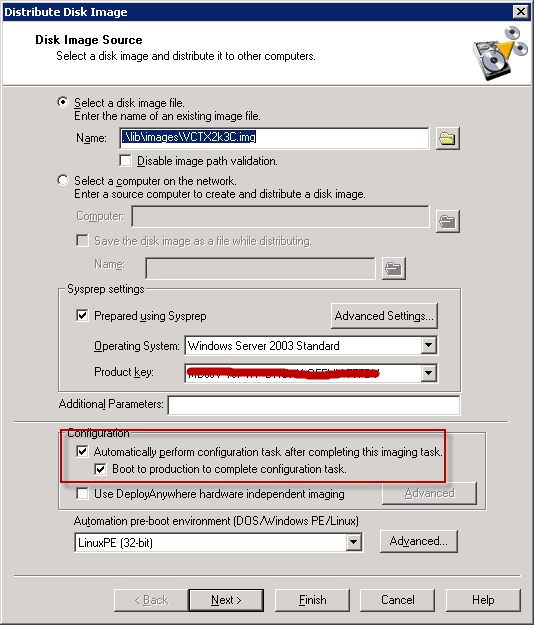 Distribute Disk Image
Disk Image Source
Select a disk image and distribute it to other computers.
Select a disk image file.
Enter the name of an existing image file.
Name: .\lib\images\VCTX2k3C.img
Disable image path validation.
Select a computer on the network.
Enter a source computer to create and distribute a disk image.
Computer:
Save the disk image as a file while distributing.
Name:
Sysprep settings
Prepared using Sysprep Advanced Settings...
Operating System: Windows Server 2003 Standard
Product key:
Additional Parameters:
Configuration
Automatically perform configuration task after completing this imaging task.
Boot to production to complete configuration task.
Use DeployAnywhere hardware independent imaging Advanced
Automation pre-boot environment (DOS/Windows PE/Linux)
LinuxPE (32-bit) Advanced...
< Back Next > Finish Cancel Help